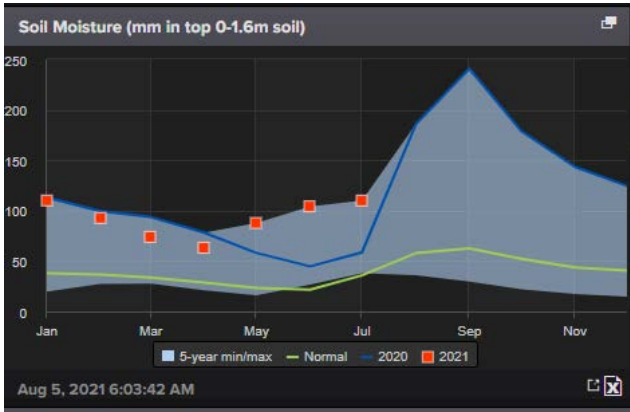 Soil Moisture (mm in top 0-1.6m soil)
250
200
150
100
50
0
Jan Mar May Jul Sep Nov
5-year min/max Normal 2020 2021
Aug 5, 2021 6:03:42 AM
X